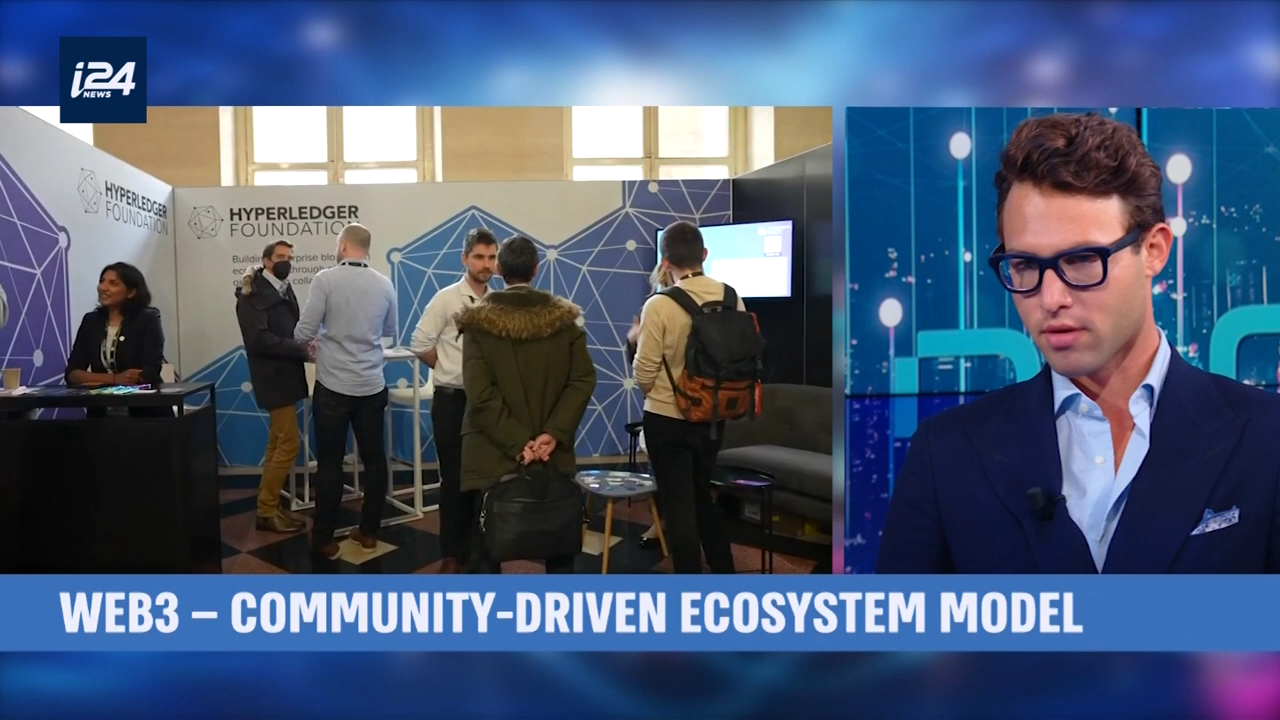 i24
NEWS
HYPERLEDGER
FOUNDATION
HYPERLEDGER
FOUNDATION
WEB3 – COMMUNITY-DRIVEN ECOSYSTEM MODEL